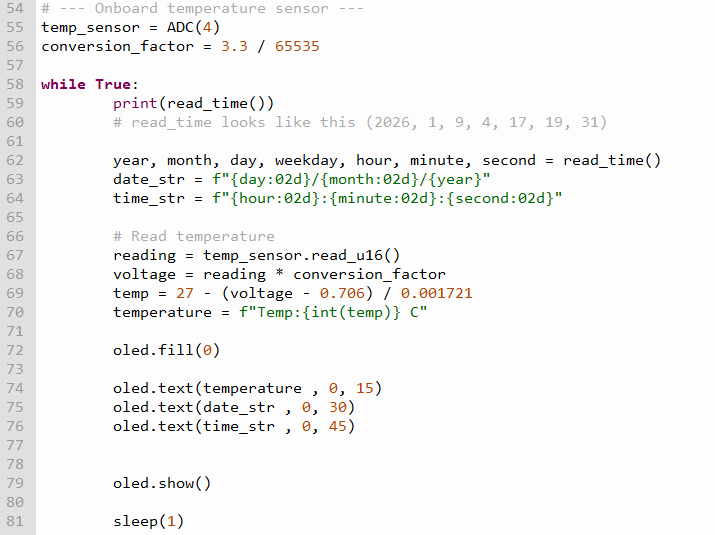 54 # --- Onboard temperature sensor ---
55 temp_sensor = ADC(4)
56 conversion_factor = 3.3 / 65535
57
58 while True:
59         print(read_time())
60         # read_time looks like this (2026, 1, 9, 4, 17, 19, 31)
61
62         year, month, day, weekday, hour, minute, second = read_time()
63         date_str = f"{day:02d}/{month:02d}/{year}"
64         time_str = f"{hour:02d}:{minute:02d}:{second:02d}"
65
66         # Read temperature
67         reading = temp_sensor.read_u16()
68         voltage = reading * conversion_factor
69         temp = 27 - (voltage - 0.706) / 0.001721
70         temperature = f"Temp:{int(temp)} C"
71
72         oled.fill(0)
73
74         oled.text(temperature , 0, 15)
75         oled.text(date_str , 0, 30)
76         oled.text(time_str , 0, 45)
77
78
79         oled.show()
80
81         sleep(1)